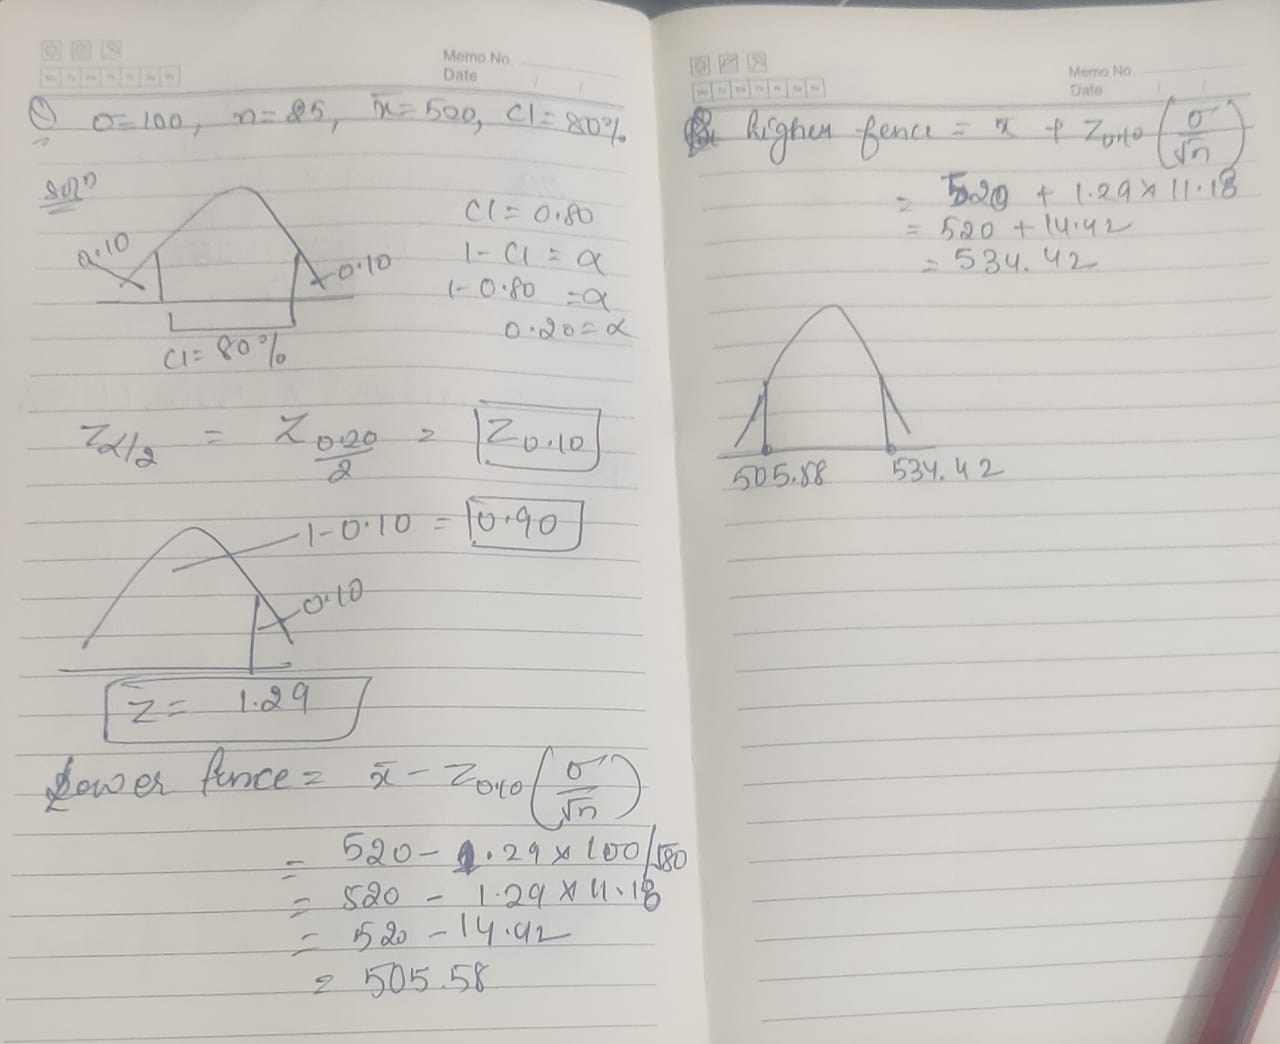 Memo No.
Date
① σ=100, n=25, x̄=520, CI=80%
Solⁿ
0.10
0.10
CI=80%
CI=0.80
1-CI=α
1-0.80=α
0.20=α
Zα/2 = Z0.20/2 = Z0.10
1-0.10=0.90
0.10
Z= 1.29
Lower fence= x̄-Z0.10(σ/√n)
= 520-1.29×100/√80
= 520-1.29×11.18
= 520-14.42
= 505.58
Memo No.
Date
higher fence= x+Z0.10(σ/√n)
= 520+1.29×11.18
= 520+14.42
= 534.42
505.58 534.42